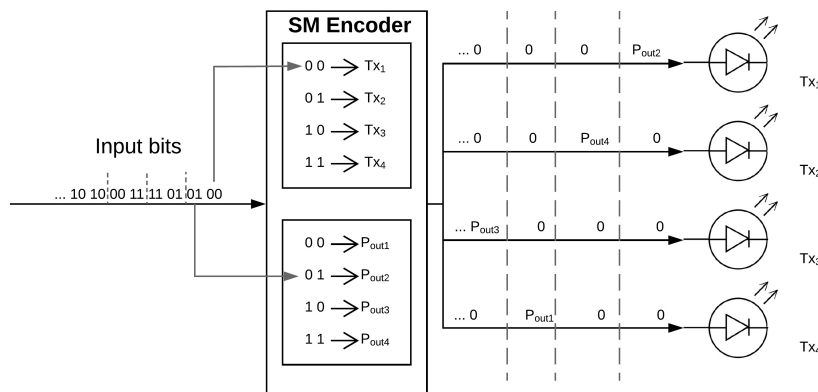 SM Encoder
0 0 Tx1
0 1 Tx2
1 0 Tx3
1 1 Tx4
Input bits
... 10 10 00 11 11 01 01 00
0 0 Pout1
0 1 Pout2
1 0 Pout3
1 1 Pout4
... 0 0 0 Pout2
Tx1
... 0 0 Pout4 0
Tx2
... Pout3 0 0 0
Tx3
... 0 Pout1 0 0
Tx4